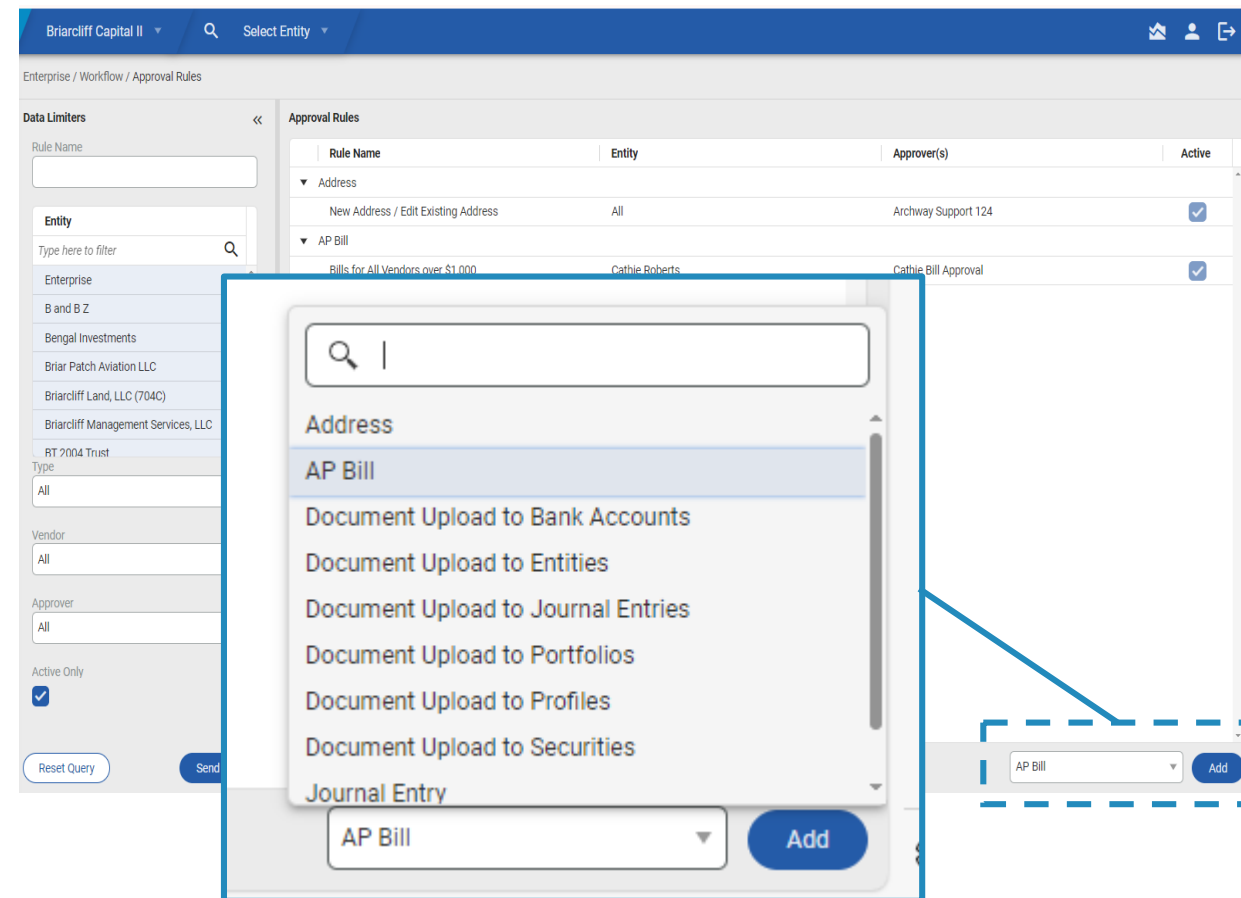 Briarcliff Capital II
Select Entity
Enterprise / Workflow / Approval Rules
Data Limiters
Rule Name
Entity
Type here to filter
Enterprise
B and B Z
Bengal Investments
Briar Patch Aviation LLC
Briarcliff Land, LLC (704C)
Briarcliff Management Services, LLC
BT 2004 Trust
Type
All
Vendor
All
Approver
All
Active Only
Reset Query
Send
Approval Rules
Rule Name Entity Approver(s) Active
Address
New Address / Edit Existing Address All Archway Support 124
AP Bill
Bills for All Vendors over $1,000 Cathie Roberts Cathie Bill Approval
Address
AP Bill
Document Upload to Bank Accounts
Document Upload to Entities
Document Upload to Journal Entries
Document Upload to Portfolios
Document Upload to Profiles
Document Upload to Securities
Journal Entry
AP Bill Add
AP Bill Add